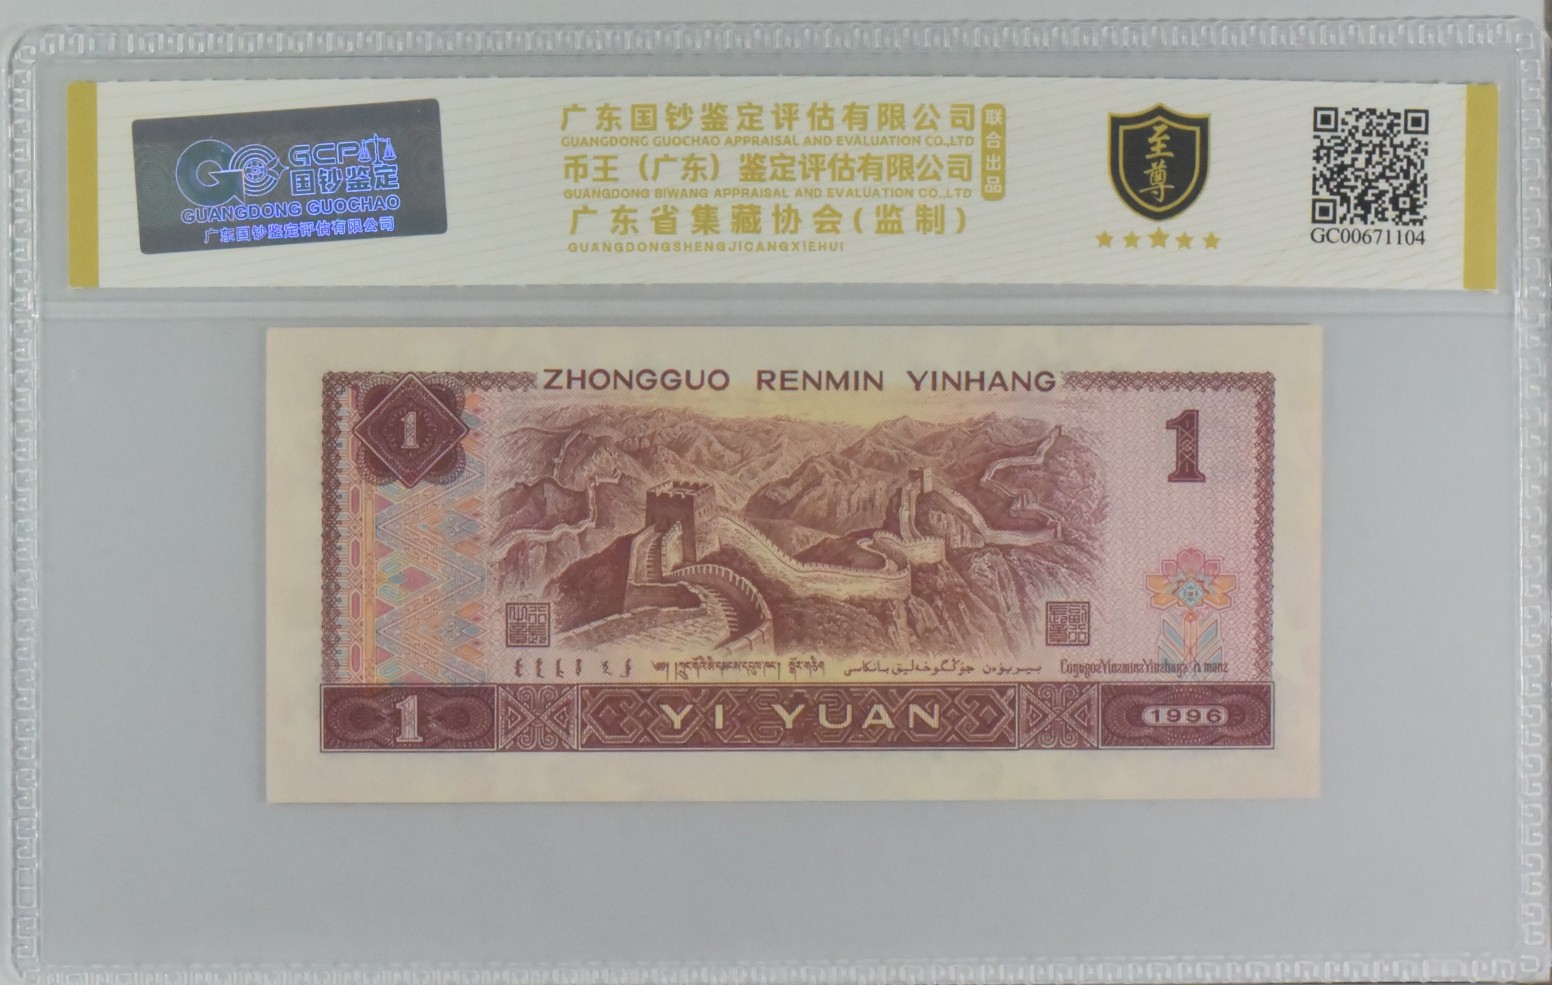 GCP
国钞鉴定
GUANGDONG GUOCHAO
广东国钞鉴定评估有限公司
广东国钞鉴定评估有限公司
GUANGDONG GUOCHAO APPRAISAL AND EVALUATION CO.,LTD
币王（广东）鉴定评估有限公司
GUANGDONG BIWANG APPRAISAL AND EVALUATION CO.,LTD
广东省集藏协会(监制)
GUANGDONGSHENGJICANGXIEHUI
联合出品
至尊
GC00671104
ZHONGGUO RENMIN YINHANG
1
1
جۇڭگوخەلىق بانكاسى بىر يۈەن
1
YI YUAN
1996